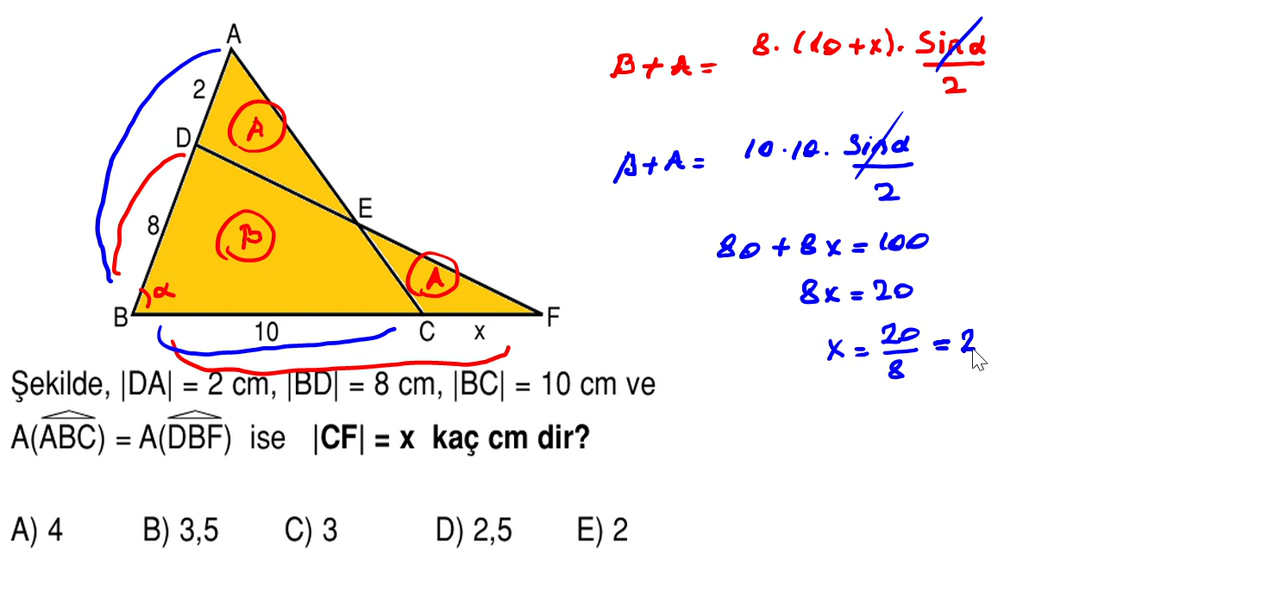 A
2
A
D
E
8
B
A
α
B
10
C
x
F
B + A = 8 . (10 + x) . Sin α / 2
B + A = 10 . 10 . Sin α / 2
80 + 8x = 100
8x = 20
x = 20/8 = 2
Şekilde, |DA| = 2 cm, |BD| = 8 cm, |BC| = 10 cm ve
A(ABC) = A(DBF) ise |CF| = x kaç cm dir?
A) 4 B) 3,5 C) 3 D) 2,5 E) 2